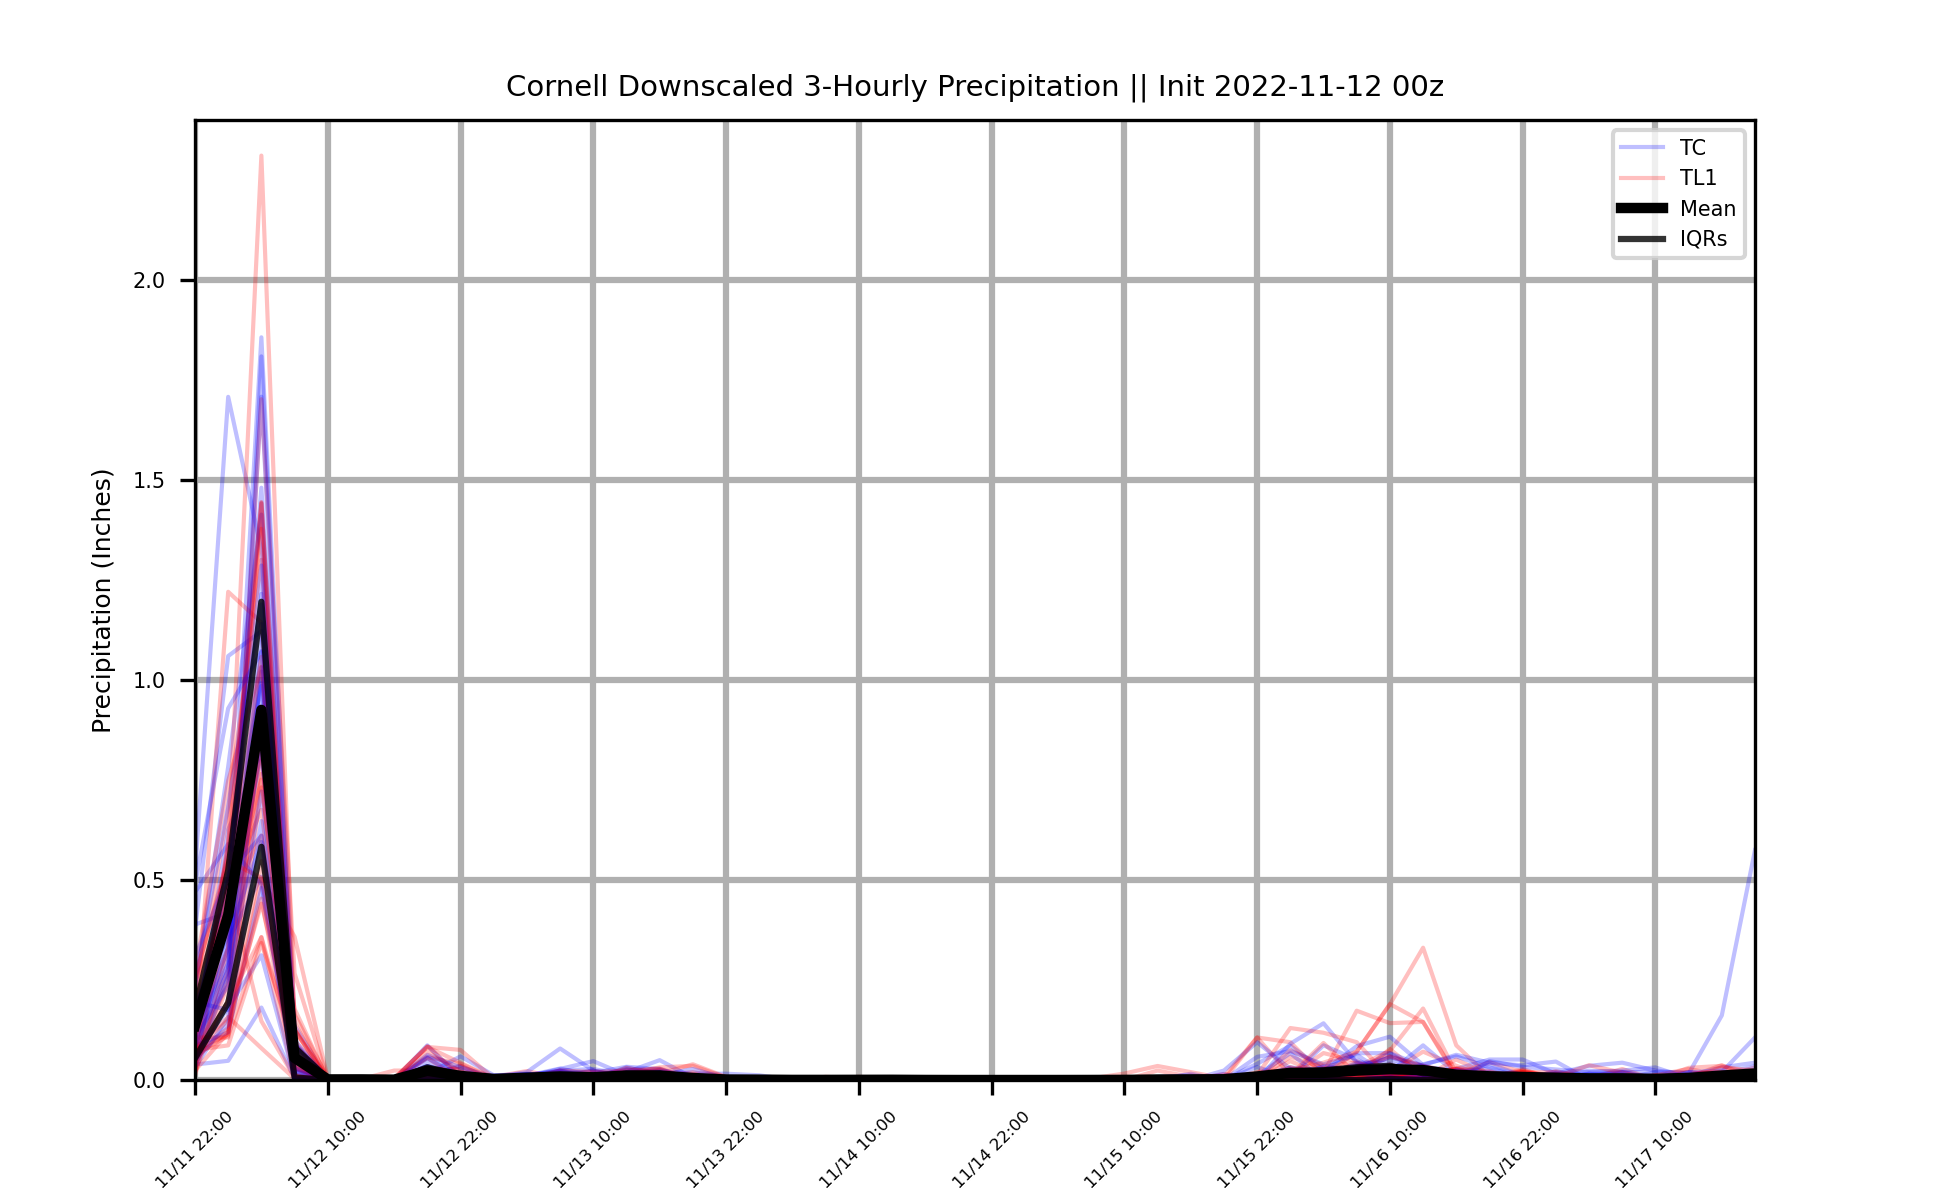 Cornell Downscaled 3-Hourly Precipitation || Init 2022-11-12 00z
TC
TL1
Mean
IQRs
Precipitation (Inches)
2.0
1.5
1.0
0.5
0.0
11/11 22:00
11/12 10:00
11/12 22:00
11/13 10:00
11/13 22:00
11/14 10:00
11/14 22:00
11/15 10:00
11/15 22:00
11/16 10:00
11/16 22:00
11/17 10:00